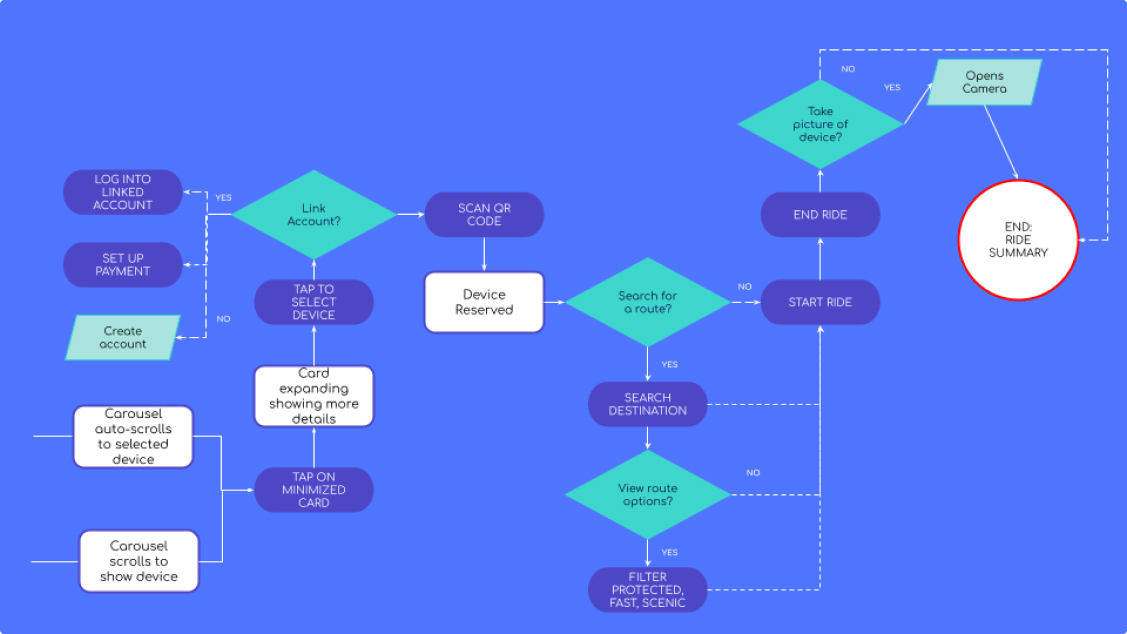 NO
YES
Opens
Camera
Take
picture of
device?
LOG INTO
LINKED
ACCOUNT
YES
Link
Account?
SCAN QR
CODE
END RIDE
END:
RIDE
SUMMARY
SET UP
PAYMENT
TAP TO
SELECT
DEVICE
Device
Reserved
Search for
a route?
NO
START RIDE
NO
Create
account
YES
Card
expanding
showing more
details
SEARCH
DESTINATION
Carousel
auto-scrolls
to selected
device
TAP ON
MINIMIZED
CARD
View route
options?
NO
YES
Carousel
scrolls to
show device
FILTER
PROTECTED,
FAST, SCENIC